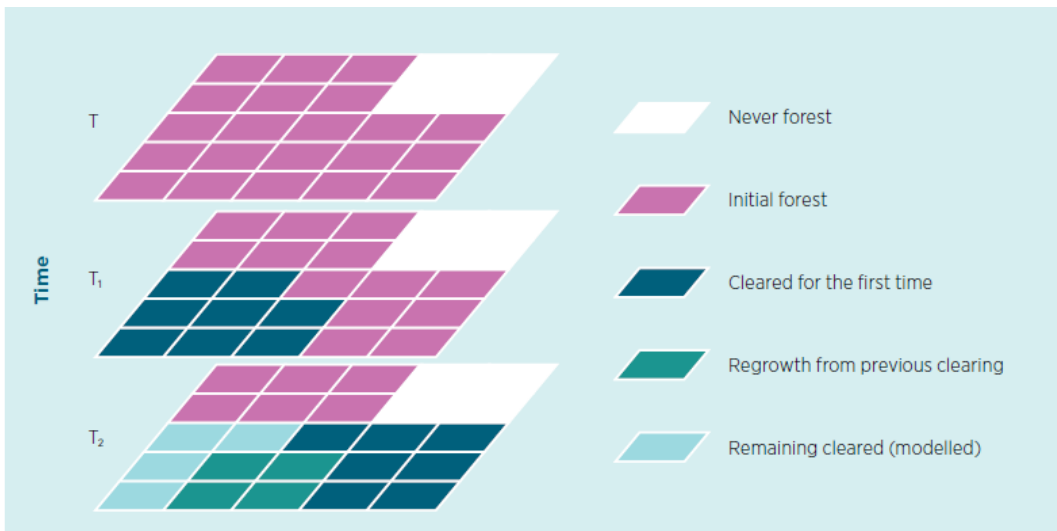 Time
T
T₁
T₂
Never forest
Initial forest
Cleared for the first time
Regrowth from previous clearing
Remaining cleared (modelled)